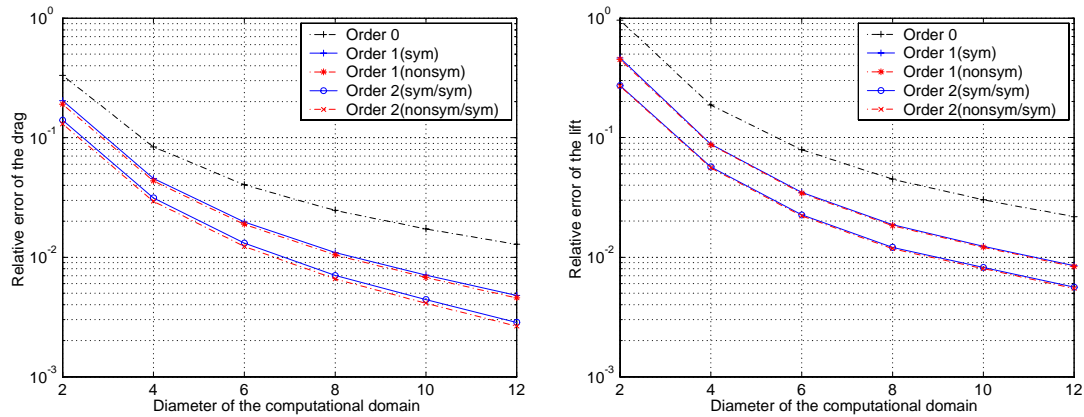 10^0
10^-1
10^-2
10^-3
Relative error of the drag
Order 0
Order 1(sym)
Order 1(nonsym)
Order 2(sym/sym)
Order 2(nonsym/sym)
2 4 6 8 10 12
Diameter of the computational domain
10^0
10^-1
10^-2
10^-3
Relative error of the lift
Order 0
Order 1(sym)
Order 1(nonsym)
Order 2(sym/sym)
Order 2(nonsym/sym)
2 4 6 8 10 12
Diameter of the computational domain